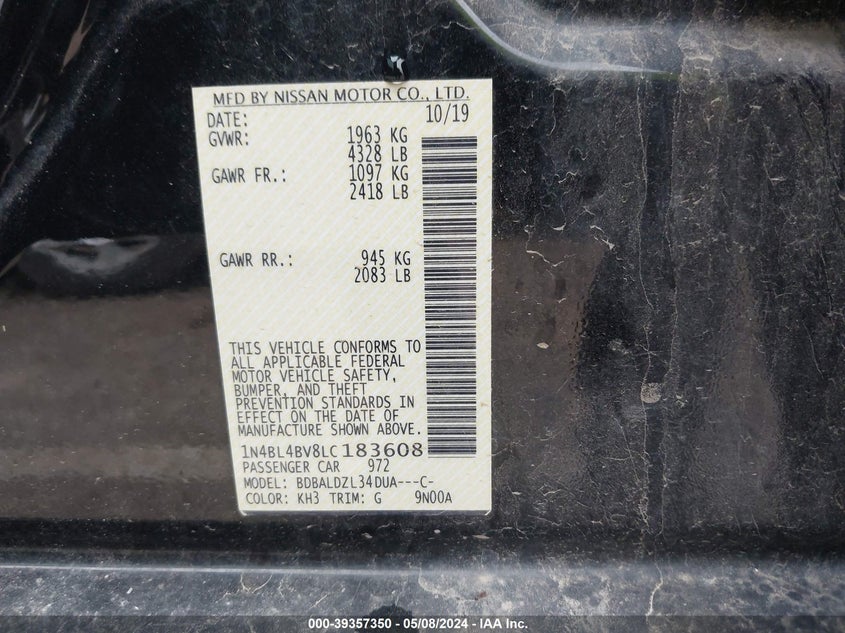 MFD BY NISSAN MOTOR CO., LTD.
DATE: 10/19
GVWR: 1963 KG
4328 LB
GAWR FR.: 1097 KG
2418 LB
GAWR RR.: 945 KG
2083 LB
THIS VEHICLE CONFORMS TO
ALL APPLICABLE FEDERAL
MOTOR VEHICLE SAFETY,
BUMPER, AND THEFT
PREVENTION STANDARDS IN
EFFECT ON THE DATE OF
MANUFACTURE SHOWN ABOVE.
1N4BL4BV8LC183608
PASSENGER CAR 972
MODEL: BDBALDZL34DUA---C-
COLOR: KH3 TRIM: G 9N00A
000-39357350 - 05/08/2024 - IAA Inc.